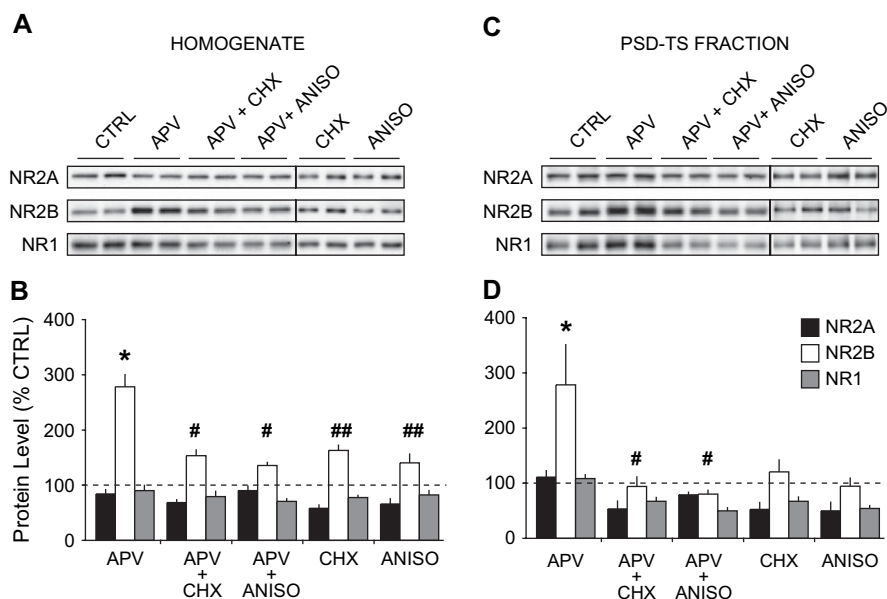 A
HOMOGENATE
CTRL
APV
APV + CHX
APV+ ANISO
CHX
ANISO
NR2A
NR2B
NR1
C
PSD-TS FRACTION
CTRL
APV
APV + CHX
APV+ ANISO
CHX
ANISO
NR2A
NR2B
NR1
B
Protein Level (% CTRL)
400
300
200
100
0
*
#
#
##
##
APV
APV
+
CHX
APV
+
ANISO
CHX
ANISO
D
400
300
200
100
0
*
#
#
NR2A
NR2B
NR1
APV
APV
+
CHX
APV
+
ANISO
CHX
ANISO